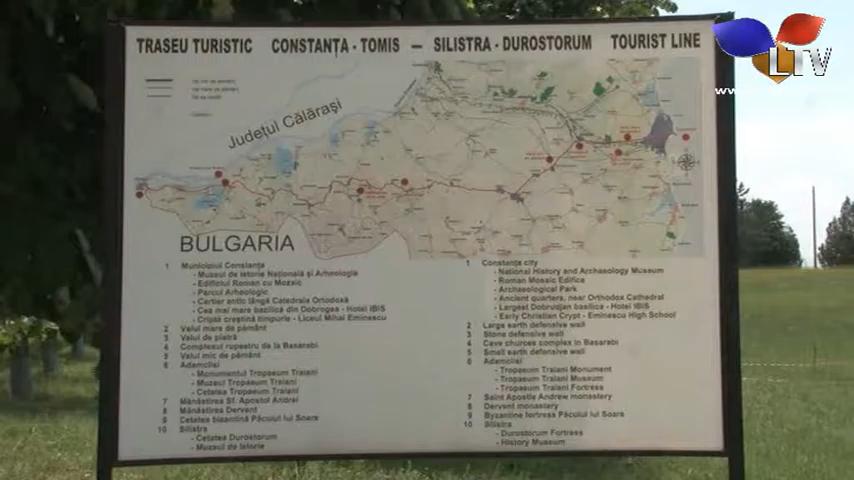 TRASEU TURISTIC CONSTANȚA - TOMIS — SILISTRA - DUROSTORUM TOURIST LINE
LTV
www.
Județul Călărași
BULGARIA
1 Municipiul Constanța
- Muzeul de Istorie Națională și Arheologie
- Edificiul Roman cu Mozaic
- Parcul Arheologic
- Cartier antic lângă Catedrala Ortodoxă
- Cea mai mare bazilica din Dobrogea - Hotel IBIS
- Criptă creștină timpurie - Liceul Mihai Eminescu
2 Valul mare de pământ
3 Valul de piatră
4 Complexul rupestru de la Basarabi
5 Valul mic de pământ
6 Adamclisi
- Monumentul Tropaeum Traiani
- Muzeul Tropaeum Traiani
- Cetatea Tropaeum Traiani
7 Mănăstirea Sf. Apostol Andrei
8 Mănăstirea Dervent
9 Cetatea bizantină Păcuiul lui Soare
10 Silistra
- Cetatea Durostorum
- Muzeul de Istorie
1 Constanța city
- National History and Archaeology Museum
- Roman Mosaic Edifice
- Archaeological Park
- Ancient quarters, near Orthodox Cathedral
- Largest Dobrudjan basilica - Hotel IBIS
- Early Christian Crypt - Eminescu High School
2 Large earth defensive wall
3 Stone defensive wall
4 Cave churces complex in Basarabi
5 Small earth defensive wall
6 Adamclisi
- Tropaeum Traiani Monument
- Tropaeum Traiani Museum
- Tropaeum Traiani Fortress
7 Saint Apostle Andrew monastery
8 Dervent monastery
9 Byzantine fortress Păcuiul lui Soare
10 Silistra
- Durostorum Fortress
- History Museum